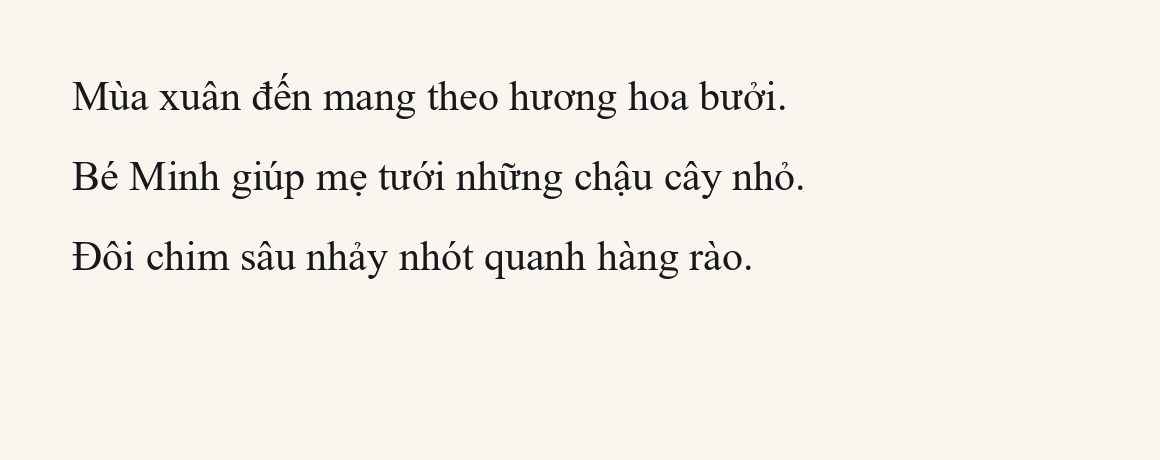 Mùa xuân đến mang theo hương hoa bưởi.
Bé Minh giúp mẹ tưới những chậu cây nhỏ.
Đôi chim sâu nhảy nhót quanh hàng rào.